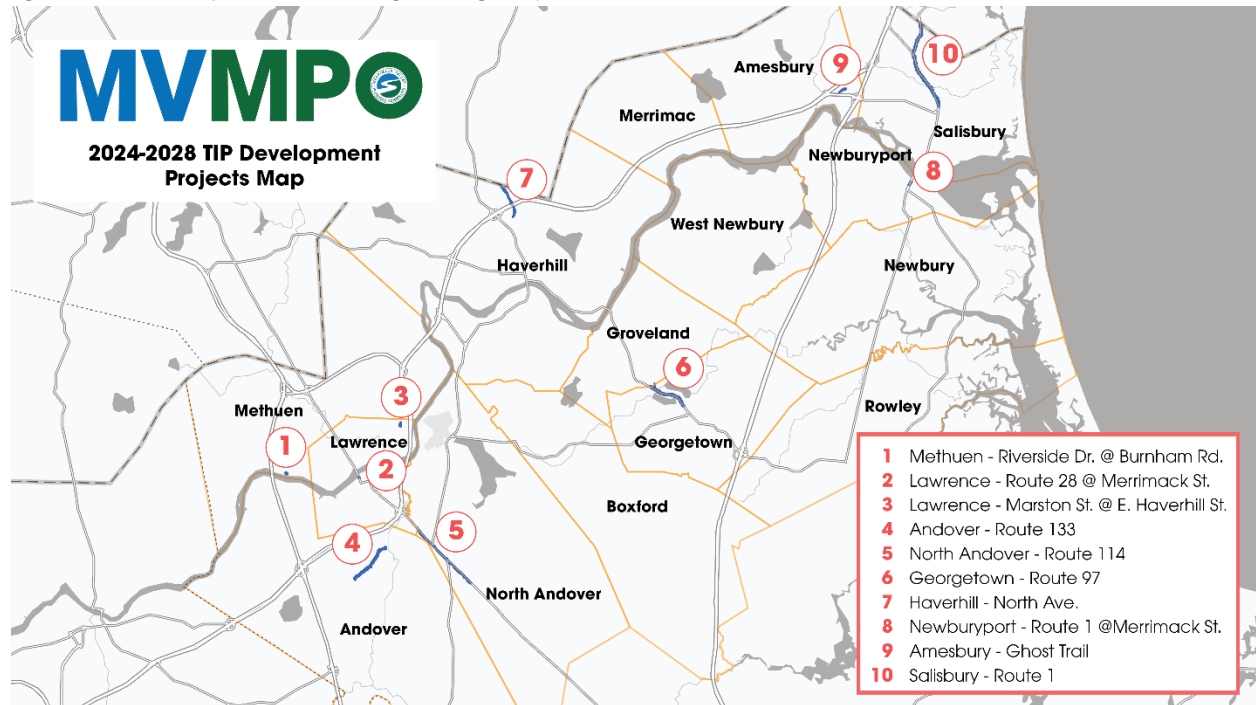 MVMPO
2024-2028 TIP Development
Projects Map
Amesbury
9
10
Merrimac
Salisbury
Newburyport
8
7
West Newbury
Haverhill
Newbury
Groveland
6
3
Methuen
Rowley
1
Lawrence
Georgetown
2
Boxford
5
4
North Andover
Andover
1 Methuen - Riverside Dr. @ Burnham Rd.
2 Lawrence - Route 28 @ Merrimack St.
3 Lawrence - Marston St. @ E. Haverhill St.
4 Andover - Route 133
5 North Andover - Route 114
6 Georgetown - Route 97
7 Haverhill - North Ave.
8 Newburyport - Route 1 @Merrimack St.
9 Amesbury - Ghost Trail
10 Salisbury - Route 1